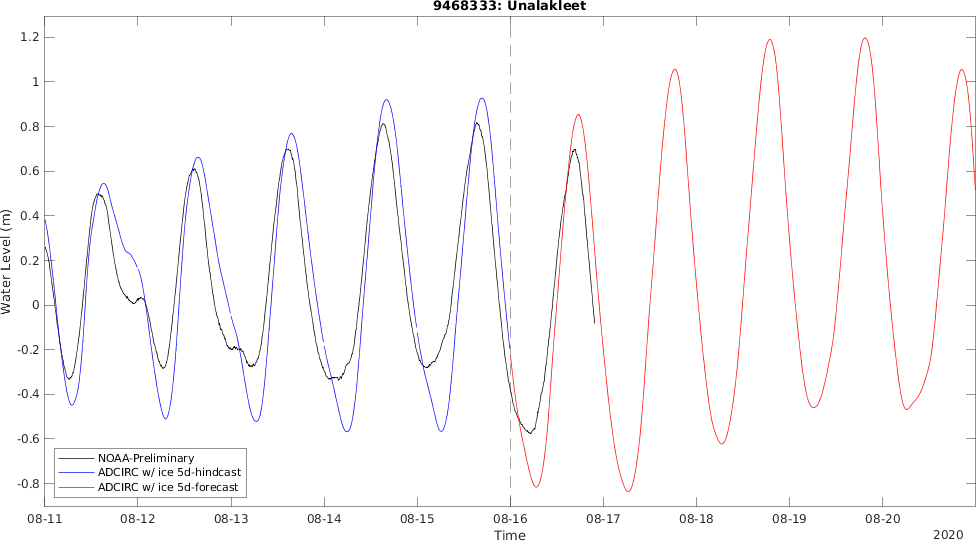 9468333: Unalakleet
Water Level (m)
1.2
1
0.8
0.6
0.4
0.2
0
-0.2
-0.4
-0.6
-0.8
NOAA-Preliminary
ADCIRC w/ ice 5d-hindcast
ADCIRC w/ ice 5d-forecast
08-11 08-12 08-13 08-14 08-15 08-16 08-17 08-18 08-19 08-20
Time
2020